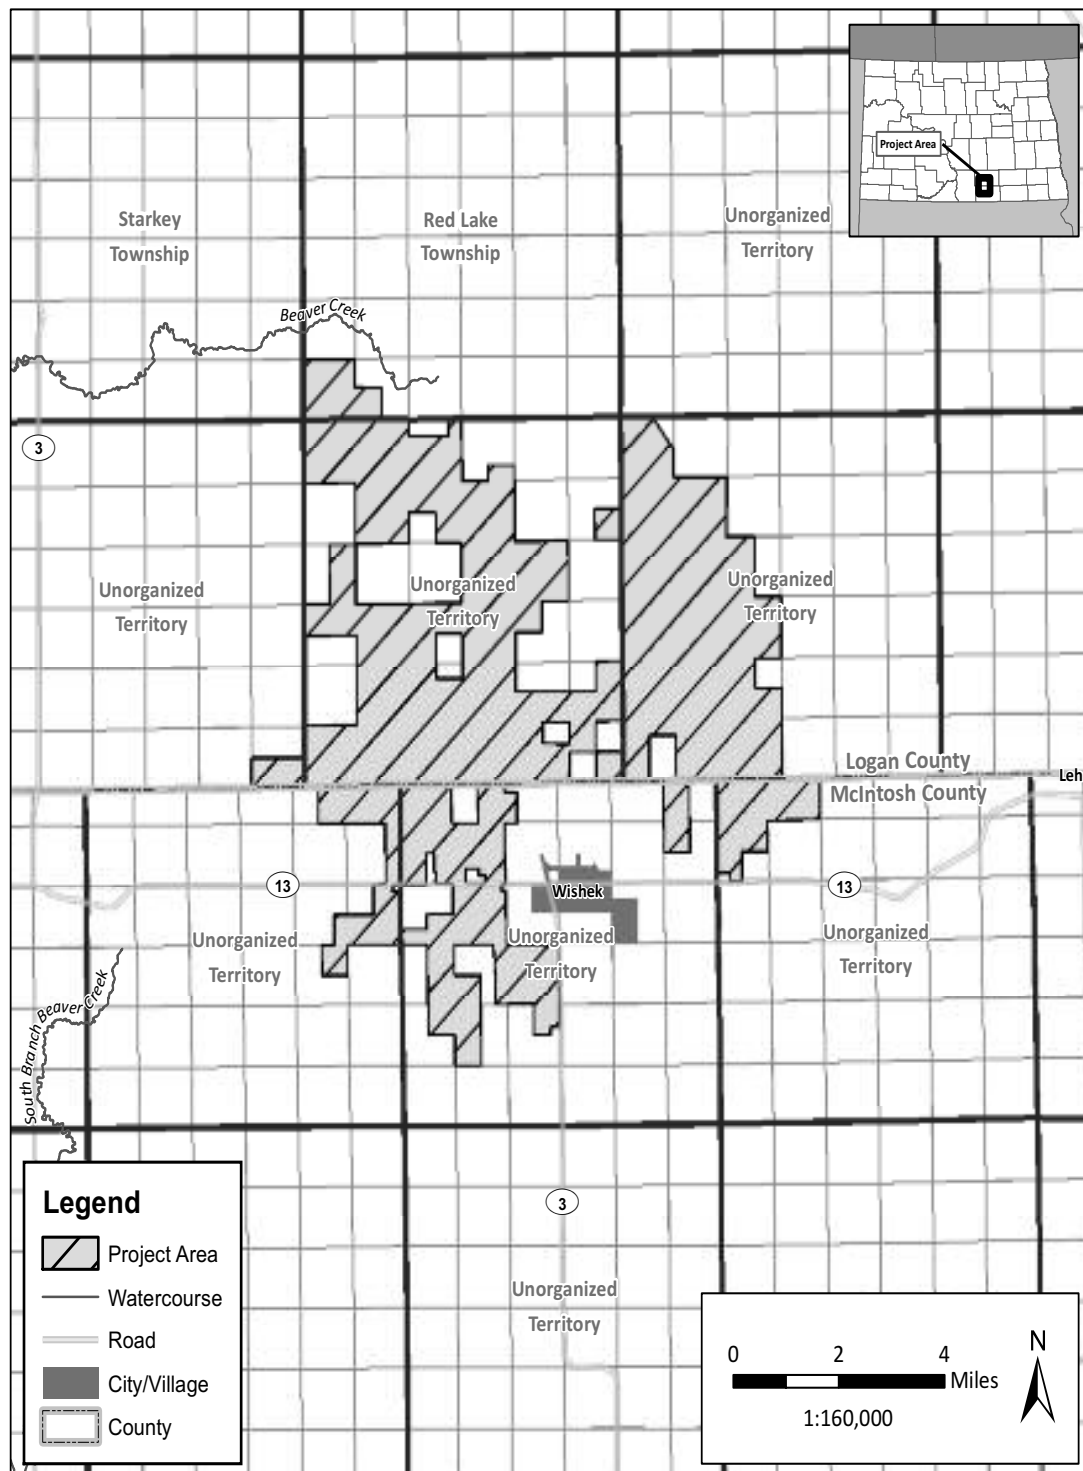 Project Area
Starkey
Township
Red Lake
Township
Unorganized
Territory
Beaver Creek
3
Unorganized
Territory
Unorganized
Territory
Unorganized
Territory
Logan County
Leh
McIntosh County
13
Wishek
13
Unorganized
Territory
Unorganized
Territory
Unorganized
Territory
South Branch Beaver Creek
3
Unorganized
Territory
Legend
Project Area
Watercourse
Road
City/Village
County
0 2 4
Miles
1:160,000
N